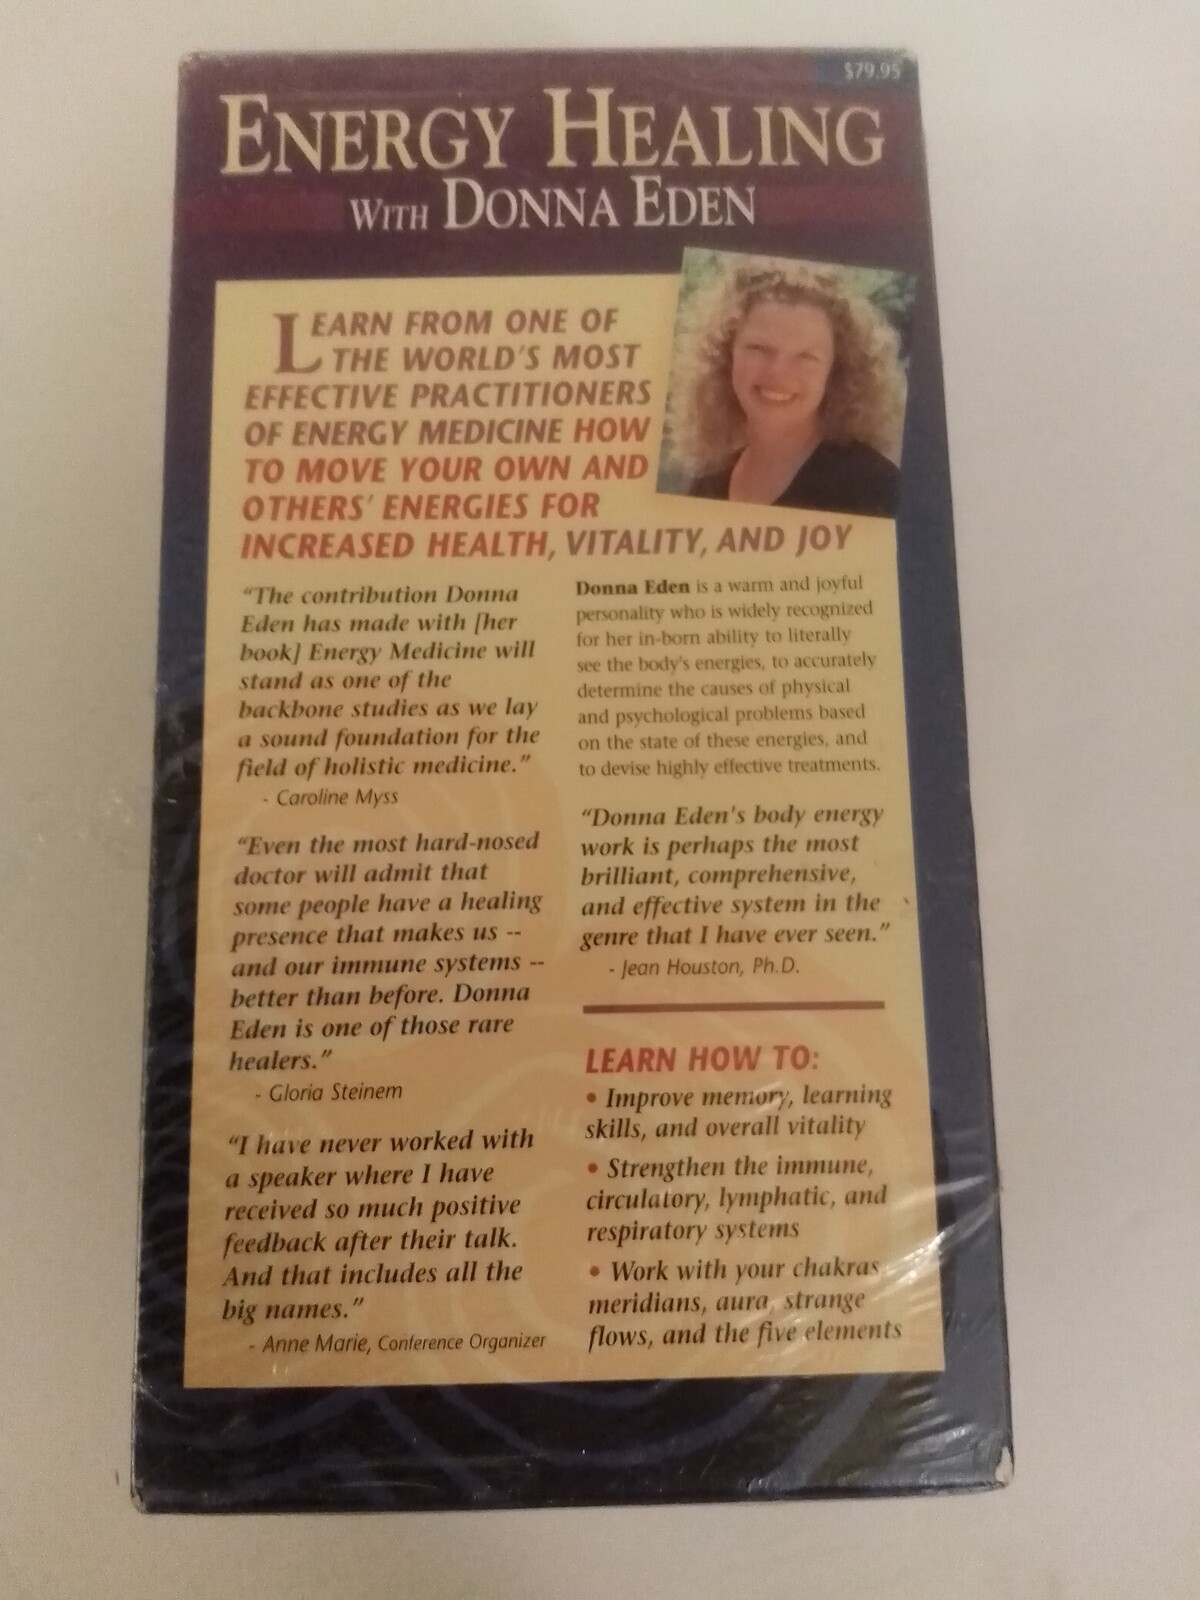 $79.95
ENERGY HEALING
WITH DONNA EDEN
LEARN FROM ONE OF
THE WORLD'S MOST
EFFECTIVE PRACTITIONERS
OF ENERGY MEDICINE HOW
TO MOVE YOUR OWN AND
OTHERS' ENERGIES FOR
INCREASED HEALTH, VITALITY, AND JOY
"The contribution Donna
Eden has made with [her
book] Energy Medicine will
stand as one of the
backbone studies as we lay
a sound foundation for the
field of holistic medicine."
- Caroline Myss
"Even the most hard-nosed
doctor will admit that
some people have a healing
presence that makes us --
and our immune systems --
better than before. Donna
Eden is one of those rare
healers."
- Gloria Steinem
"I have never worked with
a speaker where I have
received so much positive
feedback after their talk.
And that includes all the
big names."
- Anne Marie, Conference Organizer
Donna Eden is a warm and joyful
personality who is widely recognized
for her in-born ability to literally
see the body's energies, to accurately
determine the causes of physical
and psychological problems based
on the state of these energies, and
to devise highly effective treatments.
"Donna Eden's body energy
work is perhaps the most
brilliant, comprehensive,
and effective system in the
genre that I have ever seen."
- Jean Houston, Ph.D.
LEARN HOW TO:
• Improve memory, learning
skills, and overall vitality
• Strengthen the immune,
circulatory, lymphatic, and
respiratory systems
• Work with your chakras,
meridians, aura, strange
flows, and the five elements